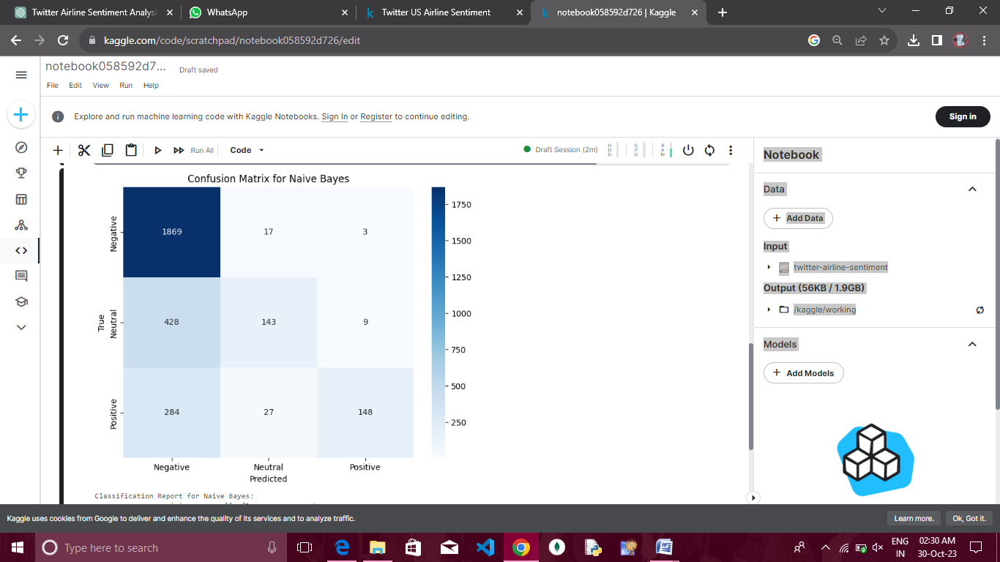 Twitter Airline Sentiment Analysi
WhatsApp
Twitter US Airline Sentiment
notebook058592d726 | Kaggle
kaggle.com/code/scratchpad/notebook058592d726/edit
notebook058592d7...
Draft saved
File Edit View Run Help
Explore and run machine learning code with Kaggle Notebooks. Sign In or Register to continue editing.
Sign in
Run All
Code
Draft Session (2m)
HDD
CPU
RAM
Confusion Matrix for Naive Bayes
Negative
1869 17 3
1750
1500
1250
True
Neutral
428 143 9
1000
750
Positive
284 27 148
500
250
Negative Neutral Positive
Predicted
Classification Report for Naive Bayes:
Notebook
Data
+ Add Data
Input
twitter-airline-sentiment
Output (56KB / 1.9GB)
/kaggle/working
Models
+ Add Models
Kaggle uses cookies from Google to deliver and enhance the quality of its services and to analyze traffic.
Learn more.
Ok, Got it.
Type here to search
ENG
IN
02:30 AM
30-Oct-23